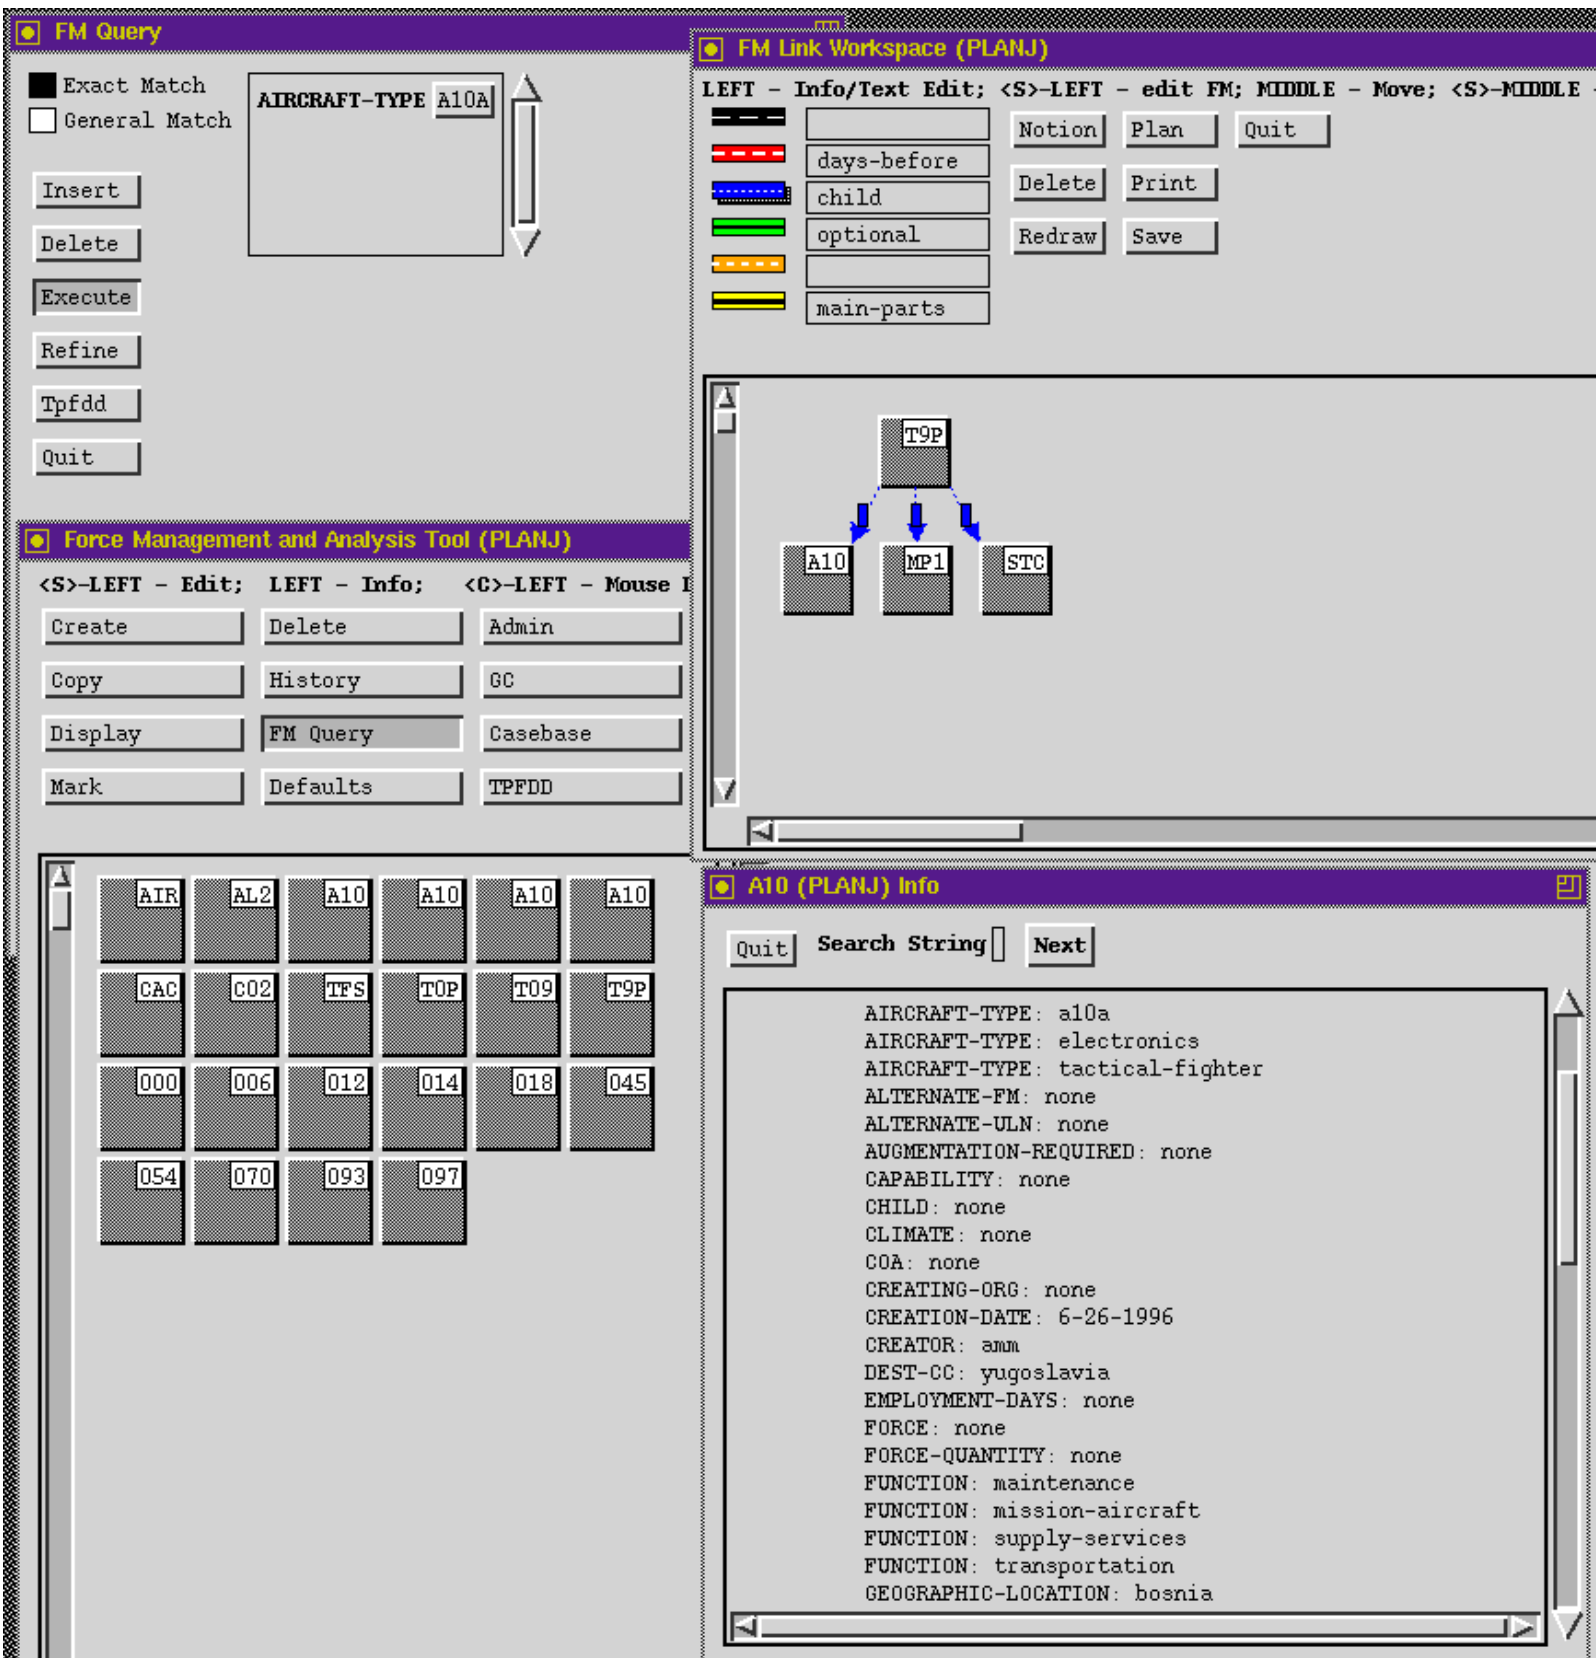 FM Query
Exact Match
General Match
AIRCRAFT-TYPE A10A
Insert
Delete
Execute
Refine
Tpfdd
Quit
FM Link Workspace (PLANJ)
LEFT - Info/Text Edit; <S>-LEFT - edit FM; MIDDLE - Move; <S>-MIDDLE -
days-before
child
optional
main-parts
Notion Plan Quit
Delete Print
Redraw Save
T9P
A10 MP1 STC
Force Management and Analysis Tool (PLANJ)
<S>-LEFT - Edit; LEFT - Info; <C>-LEFT - Mouse
Create Delete Admin
Copy History GC
Display FM Query Casebase
Mark Defaults TPFDD
AIR AL2 A10 A10 A10 A10
CAC C02 TFS T0P T09 T9P
000 006 012 014 018 045
054 070 093 097
A10 (PLANJ) Info
Quit Search String Next
AIRCRAFT-TYPE: a10a
AIRCRAFT-TYPE: electronics
AIRCRAFT-TYPE: tactical-fighter
ALTERNATE-FM: none
ALTERNATE-ULN: none
AUGMENTATION-REQUIRED: none
CAPABILITY: none
CHILD: none
CLIMATE: none
COA: none
CREATING-ORG: none
CREATION-DATE: 6-26-1996
CREATOR: amm
DEST-CC: yugoslavia
EMPLOYMENT-DAYS: none
FORCE: none
FORCE-QUANTITY: none
FUNCTION: maintenance
FUNCTION: mission-aircraft
FUNCTION: supply-services
FUNCTION: transportation
GEOGRAPHIC-LOCATION: bosnia